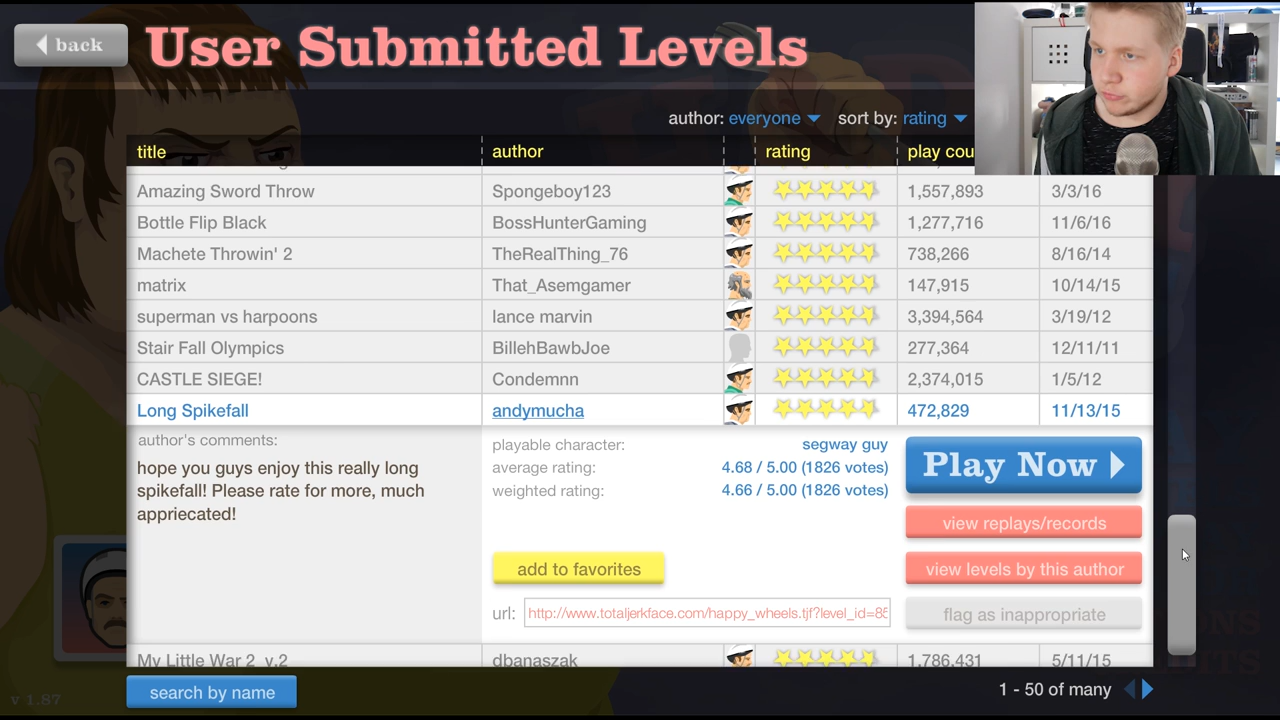 back
User Submitted Levels
author: everyone sort by: rating
title author rating play cou
Amazing Sword Throw Spongeboy123 1,557,893 3/3/16
Bottle Flip Black BossHunterGaming 1,277,716 11/6/16
Machete Throwin' 2 TheRealThing_76 738,266 8/16/14
matrix That_Asemgamer 147,915 10/14/15
superman vs harpoons lance marvin 3,394,564 3/19/12
Stair Fall Olympics BillehBawbJoe 277,364 12/11/11
CASTLE SIEGE! Condemnn 2,374,015 1/5/12
Long Spikefall andymucha 472,829 11/13/15
author's comments:
hope you guys enjoy this really long
spikefall! Please rate for more, much
appriecated!
playable character: segway guy
average rating: 4.68 / 5.00 (1826 votes)
weighted rating: 4.66 / 5.00 (1826 votes)
add to favorites
url: http://www.totaljerkface.com/happy_wheels.tjf?level_id=8
Play Now
view replays/records
view levels by this author
flag as inappropriate
My Little War 2 v.2 dbanaszak 1,786,431 5/11/15
search by name
1 - 50 of many
v 1.87